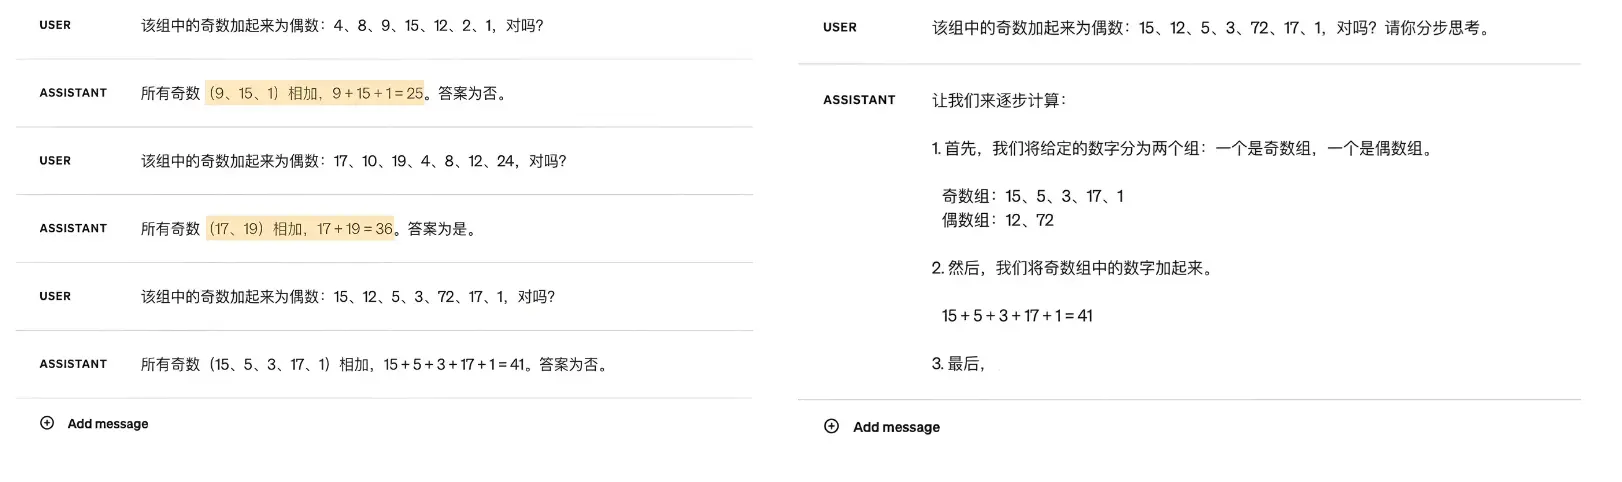 USER
该组中的奇数加起来为偶数：4、8、9、15、12、2、1，对吗？
ASSISTANT
所有奇数（9、15、1）相加，9 + 15 + 1 = 25。答案为否。
USER
该组中的奇数加起来为偶数：17、10、19、4、8、12、24，对吗？
ASSISTANT
所有奇数（17、19）相加，17 + 19 = 36。答案为是。
USER
该组中的奇数加起来为偶数：15、12、5、3、72、17、1，对吗？
ASSISTANT
所有奇数（15、5、3、17、1）相加，15 + 5 + 3 + 17 + 1 = 41。答案为否。
Add message
USER
该组中的奇数加起来为偶数：15、12、5、3、72、17、1，对吗？请你分步思考。
ASSISTANT
让我们来逐步计算：
1. 首先，我们将给定的数字分为两个组：一个是奇数组，一个是偶数组。
奇数组：15、5、3、17、1
偶数组：12、72
2. 然后，我们将奇数组中的数字加起来。
15 + 5 + 3 + 17 + 1 = 41
3. 最后，
Add message